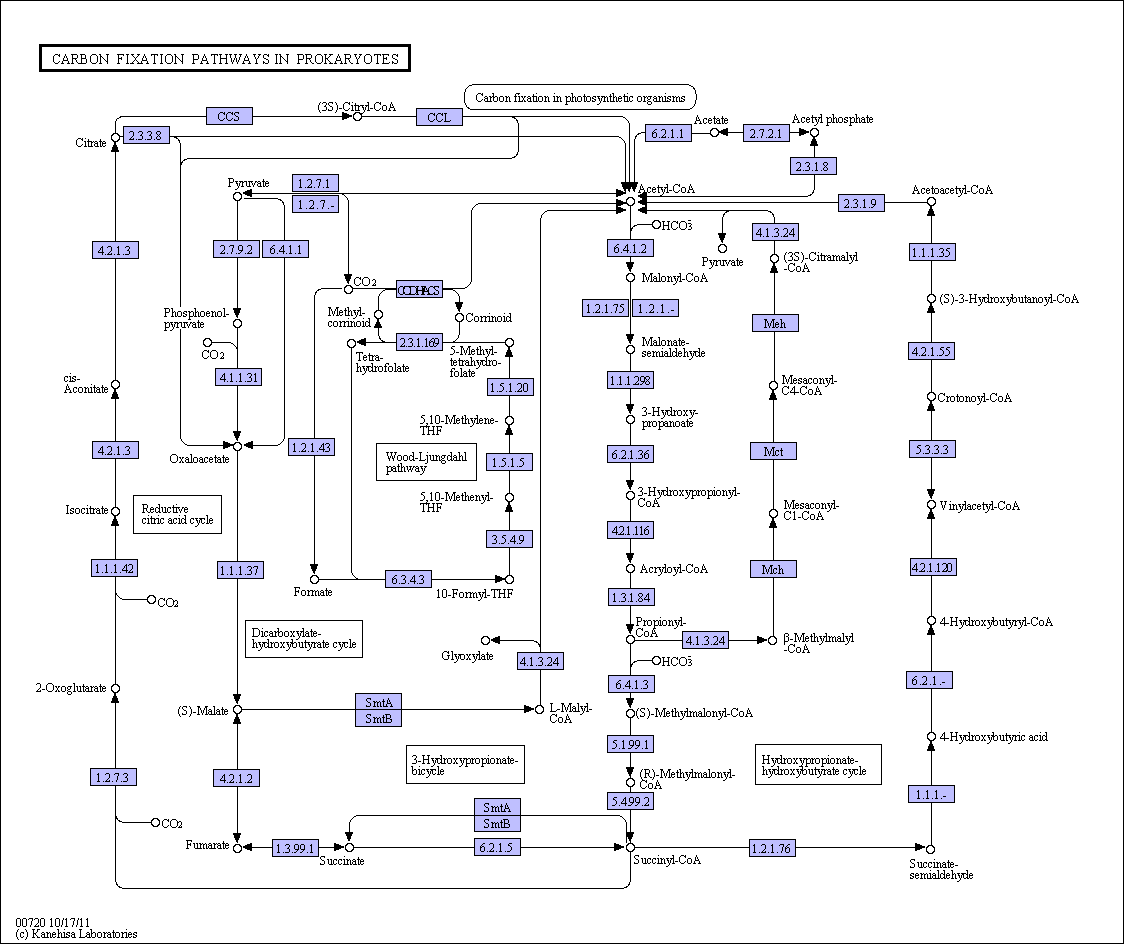 CARBON FIXATION PATHWAYS IN PROKARYOTES
Carbon fixation in photosynthetic organisms
(3S)-Citryl-CoA
CCS
CCL
Citrate
2.3.3.8
6.2.1.1
Acetate
2.7.2.1
Acetyl phosphate
2.3.1.8
Pyruvate
1.2.7.1
1.2.7.-
Acetyl-CoA
2.3.1.9
Acetoacetyl-CoA
4.2.1.3
2.7.9.2
6.4.1.1
HCO3-
6.4.1.2
4.1.3.24
Pyruvate
(3S)-Citramalyl
-CoA
1.1.1.35
CO2
Malonyl-CoA
(S)-3-Hydroxybutanoyl-CoA
Phosphoenol-
pyruvate
Methyl-
corrinoid
Corrinoid
1.2.1.75
1.2.1.-
Meh
CO2
2.3.1.169
Tetra-
hydrofolate
5-Methyl-
tetrahydro-
folate
Malonate-
semialdehyde
4.2.1.55
cis-
Aconitate
4.1.1.31
1.5.1.20
1.1.1.298
Mesaconyl-
C4-CoA
Crotonoyl-CoA
5,10-Methylene-
THF
3-Hydroxy-
propanoate
4.2.1.3
Oxaloacetate
1.2.1.43
Wood-Ljungdahl
pathway
1.5.1.5
6.2.1.36
Mct
5.3.3.3
Isocitrate
Reductive
citric acid cycle
5,10-Methenyl-
THF
3-Hydroxypropionyl-
CoA
Mesaconyl-
C1-CoA
Vinylacetyl-CoA
3.5.4.9
4.2.1.116
1.1.1.42
1.1.1.37
Formate
6.3.4.3
10-Formyl-THF
Acryloyl-CoA
Mch
4.2.1.120
CO2
1.3.1.84
Dicarboxylate-
hydroxybutyrate cycle
Propionyl-
CoA
4.1.3.24
β-Methylmalyl
-CoA
4-Hydroxybutyryl-CoA
Glyoxylate
4.1.3.24
HCO3-
2-Oxoglutarate
6.4.1.3
6.2.1.-
(S)-Malate
SmtA
SmtB
L-Malyl-
CoA
(S)-Methylmalonyl-CoA
5.1.99.1
4-Hydroxybutyric acid
3-Hydroxypropionate-
bicycle
Hydroxypropionate-
hydroxybutyrate cycle
1.2.7.3
4.2.1.2
(R)-Methylmalonyl-
CoA
5.4.99.2
1.1.1.-
CO2
SmtA
SmtB
Fumarate
1.3.99.1
Succinate
6.2.1.5
Succinyl-CoA
1.2.1.76
Succinate-
semialdehyde
00720 10/17/11
(c) Kanehisa Laboratories